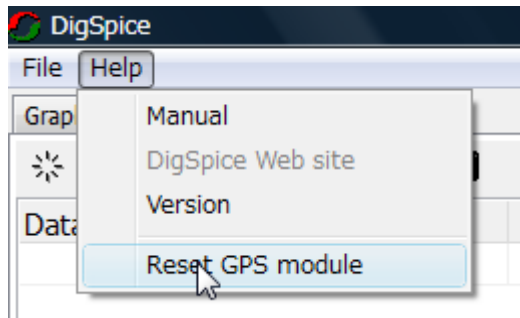 DigSpice
File Help
Grap
Manual
DigSpice Web site
Version
Data
Reset GPS module